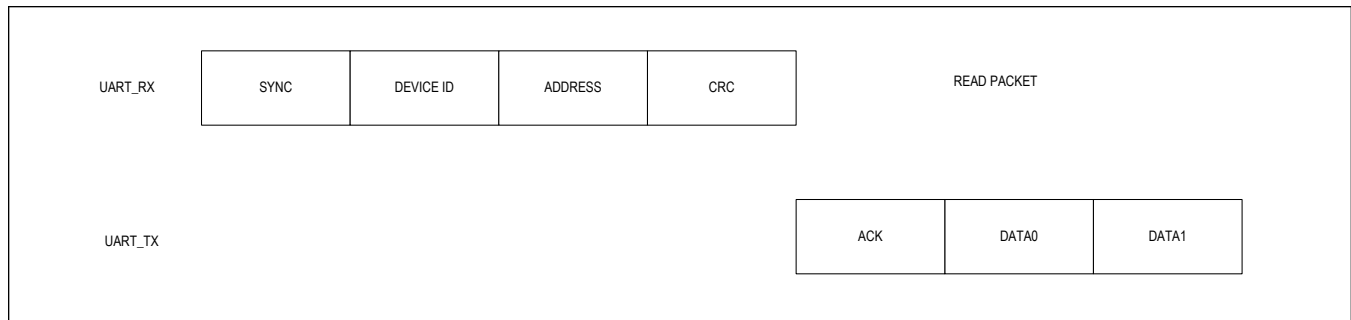 UART_RX SYNC DEVICE ID ADDRESS CRC READ PACKET
UART_TX ACK DATA0 DATA1